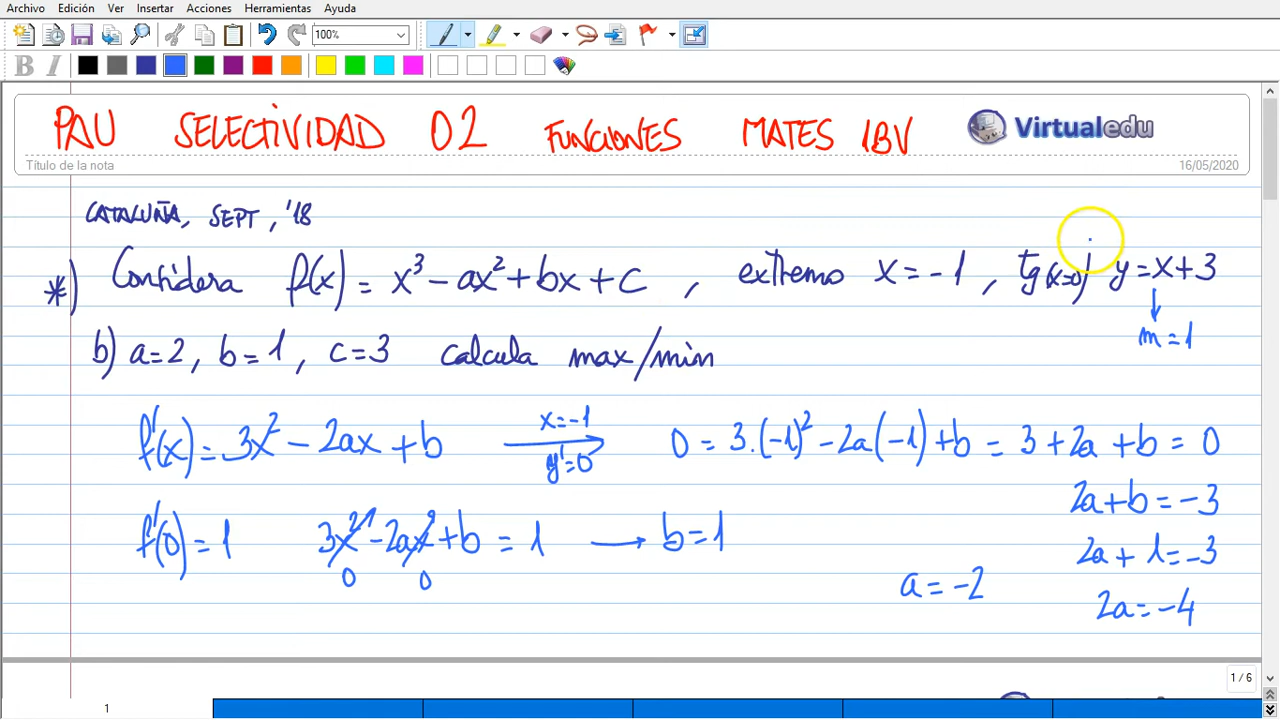 Archivo Edición Ver Insertar Acciones Herramientas Ayuda
100%
B I
PAU SELECTIVIDAD 02 FUNCIONES MATES 1BV Virtualedu
Título de la nota 16/05/2020
CATALUÑA, SEPT, '18
*) Considera f(x) = x³ - ax² + bx + c , extremo x = -1 , tg(x=0) y = x+3
m = 1
b) a=2, b=1, c=3 calcula max/min
f'(x) = 3x² - 2ax + b x=-1 y'=0 0 = 3·(-1)² - 2a(-1) + b = 3 + 2a + b = 0
2a+b = -3
f'(0) = 1 3x² - 2ax + b = 1 → b=1
0 0
2a + 1 = -3
a = -2
2a = -4
1 / 6
1